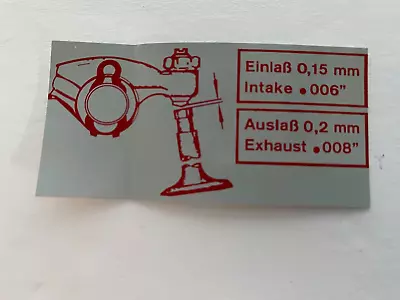 Einlaß 0,15 mm
Intake .006"
Auslaß 0,2 mm
Exhaust .008"